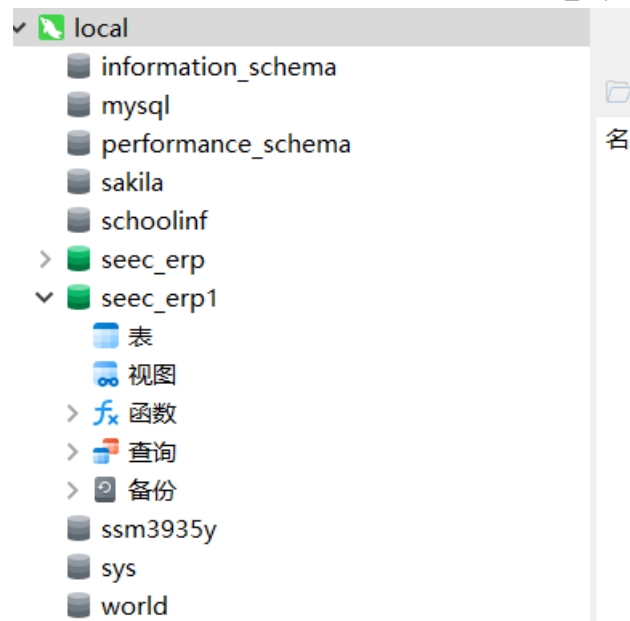 local
information_schema
mysql
名
performance_schema
sakila
schoolinf
seec_erp
seec_erp1
表
视图
fx 函数
查询
备份
ssm3935y
sys
world